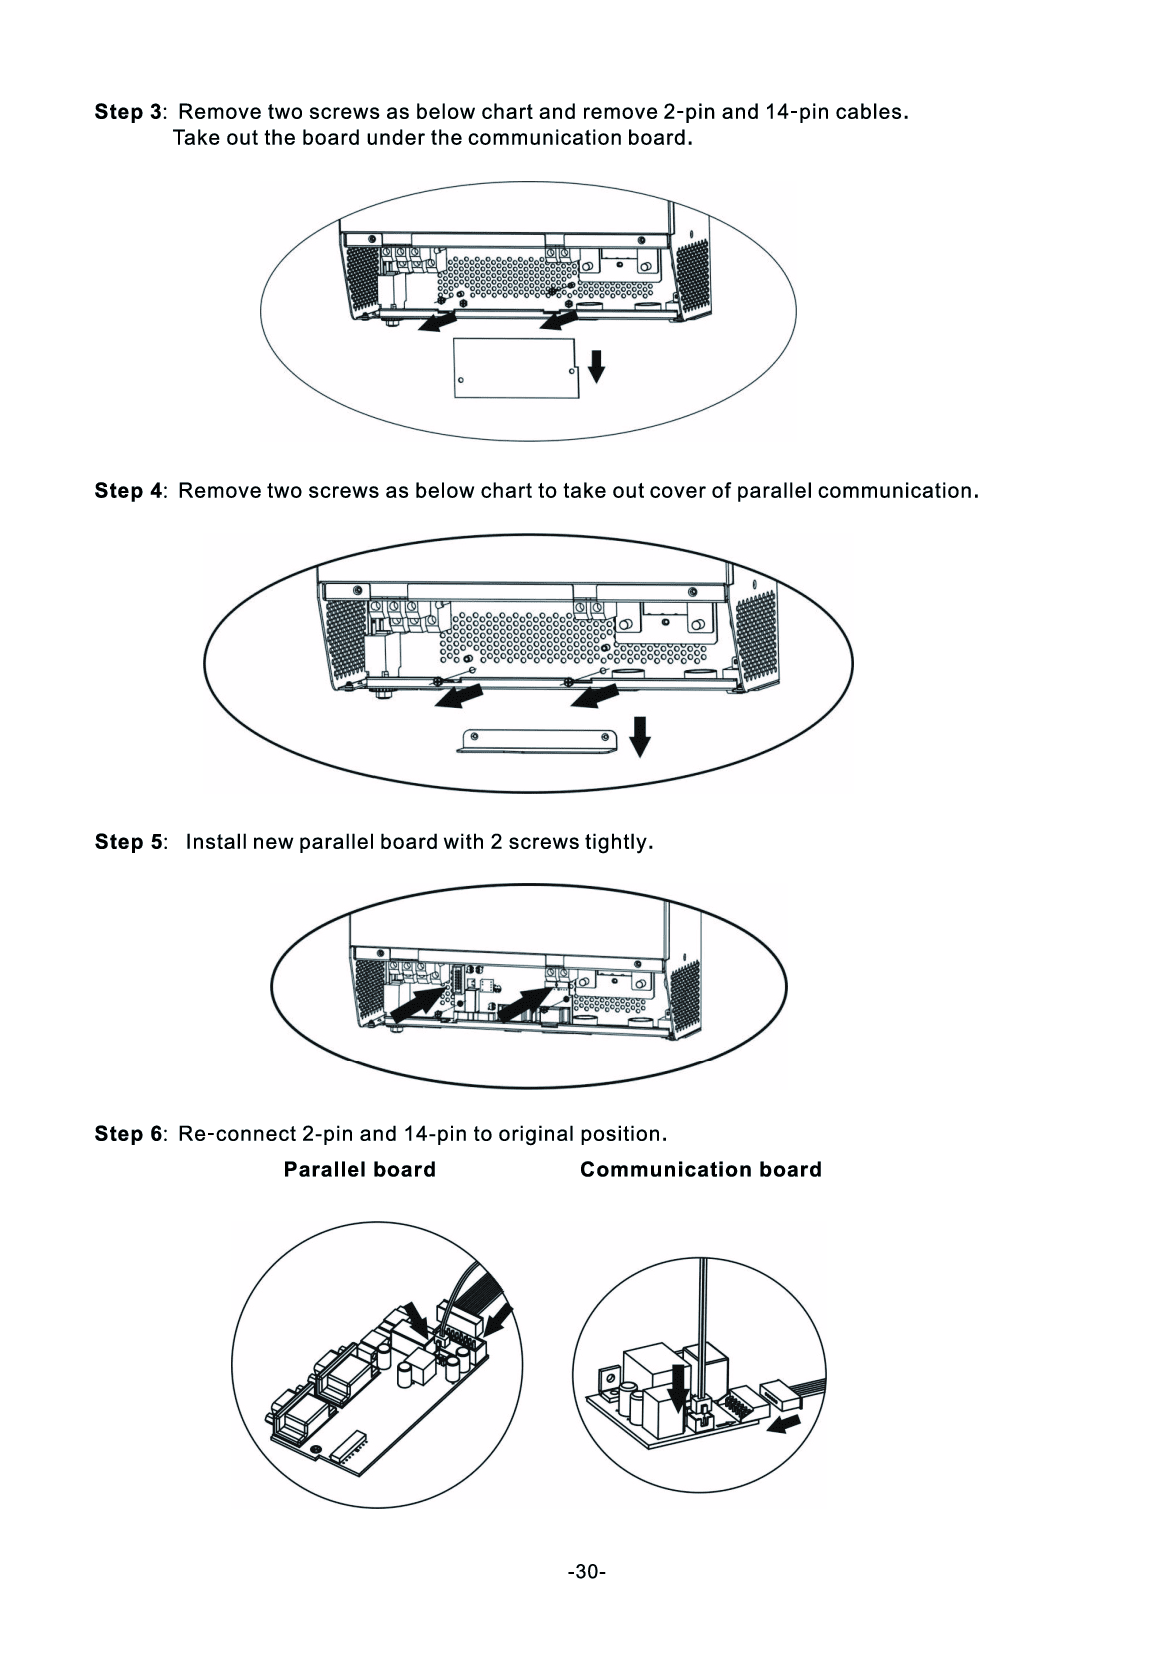 Step 3: Remove two screws as below chart and remove 2-pin and 14-pin cables.
Take out the board under the communication board.
Step 4: Remove two screws as below chart to take out cover of parallel communication.
Step 5: Install new parallel board with 2 screws tightly.
Step 6: Re-connect 2-pin and 14-pin to original position.
Parallel board Communication board
-30-